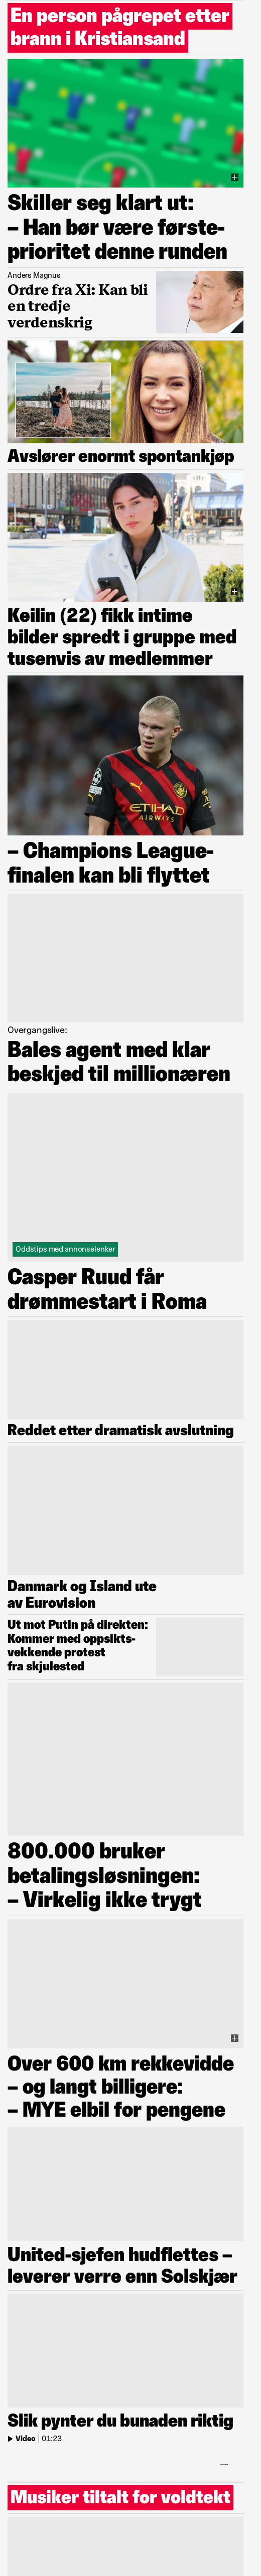 En person pågrepet etter
brann i Kristiansand
Skiller seg klart ut:
– Han bør være første-
prioritet denne runden
Anders Magnus
Ordre fra Xi: Kan bli
en tredje
verdenskrig
Avslører enormt spontankjøp
Keilin (22) fikk intime
bilder spredt i gruppe med
tusenvis av medlemmer
ETIHAD
AIRWAYS
– Champions League-
finalen kan bli flyttet
Overgangslive:
Bales agent med klar
beskjed til millionæren
Oddstips med annonselenker
Casper Ruud får
drømmestart i Roma
Reddet etter dramatisk avslutning
Danmark og Island ute
av Eurovision
Ut mot Putin på direkten:
Kommer med oppsikts-
vekkende protest
fra skjulested
800.000 bruker
betalingsløsningen:
– Virkelig ikke trygt
Over 600 km rekkevidde
– og langt billigere:
– MYE elbil for pengene
United-sjefen hudflettes –
leverer verre enn Solskjær
Slik pynter du bunaden riktig
Video | 01:23
Musiker tiltalt for voldtekt